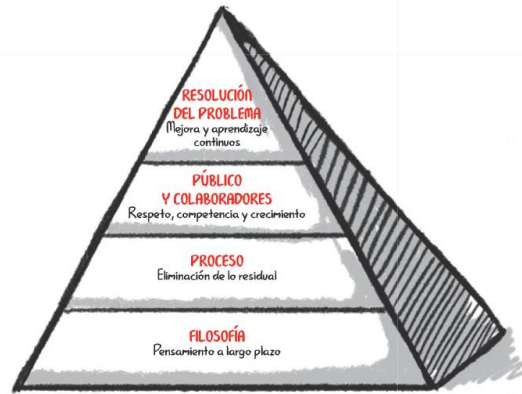 RESOLUCIÓN
DEL PROBLEMA
Mejora y aprendizaje
continuos
PÚBLICO
Y COLABORADORES
Respeto, competencia y crecimiento
PROCESO
Eliminación de lo residual
FILOSOFÍA
Pensamiento a largo plazo